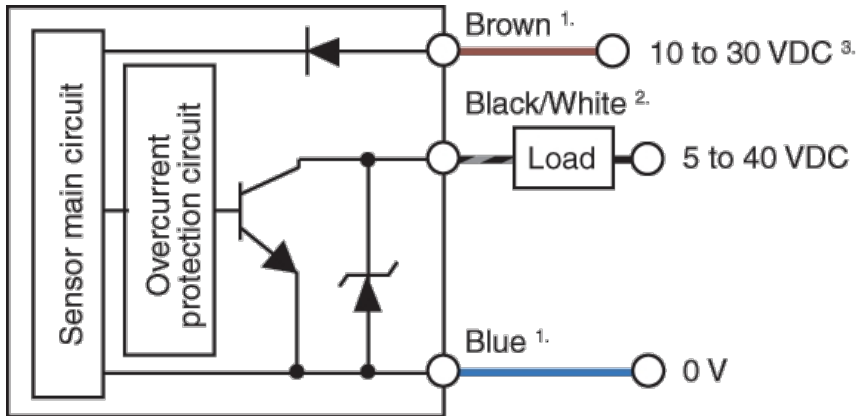 Sensor main circuit
Overcurrent
protection circuit
Brown 1.
10 to 30 VDC 3.
Black/White 2.
Load
5 to 40 VDC
Blue 1.
0 V